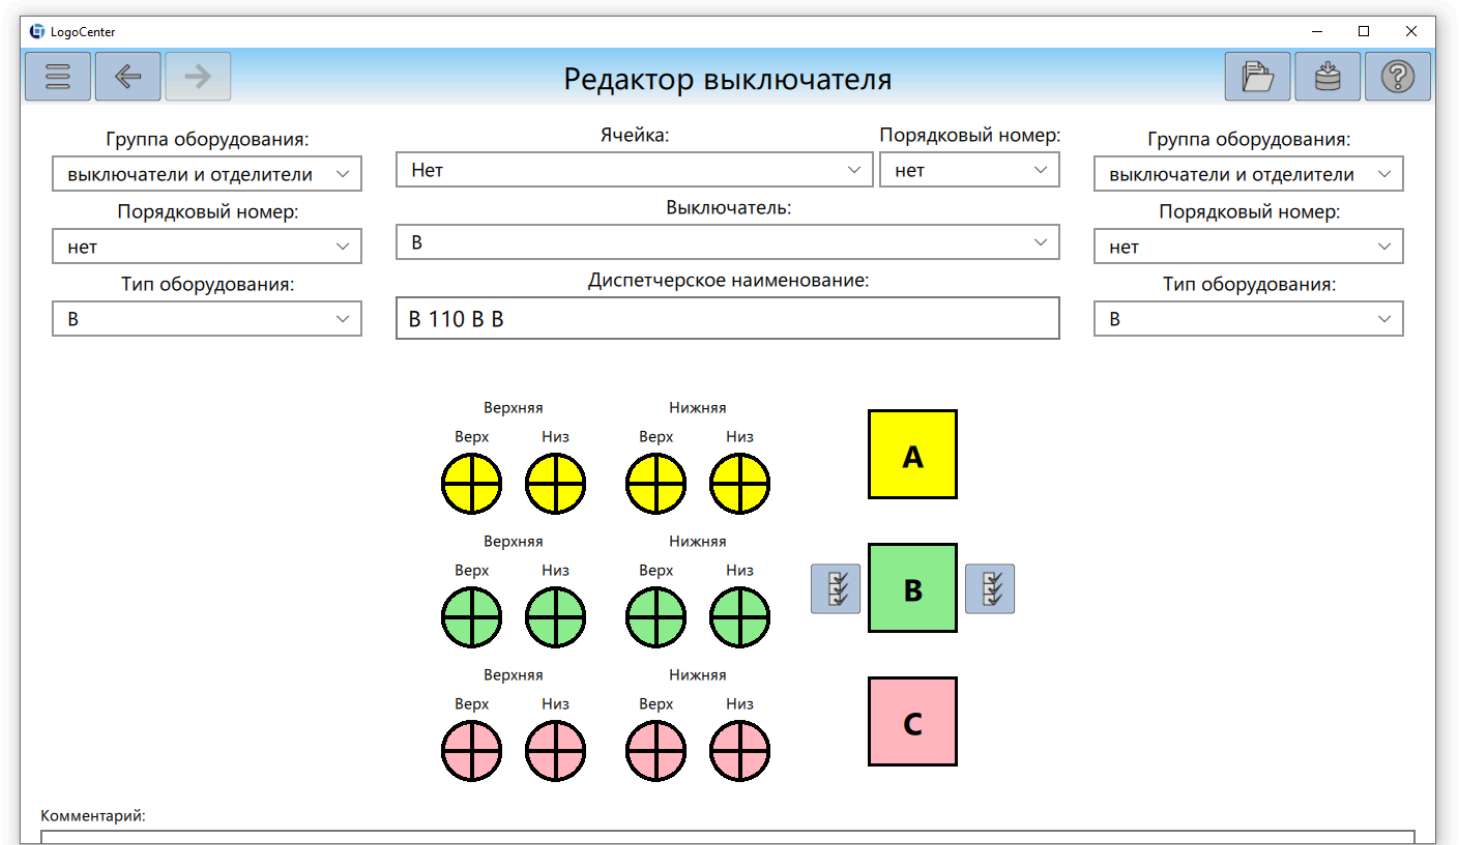 LogoCenter
Редактор выключателя
Группа оборудования:
выключатели и отделители
Порядковый номер:
нет
Тип оборудования:
В
Ячейка:
Порядковый номер:
Нет
нет
Выключатель:
В
Диспетчерское наименование:
В 110 В В
Группа оборудования:
выключатели и отделители
Порядковый номер:
нет
Тип оборудования:
В
Верхняя
Нижняя
Верх
Низ
Верх
Низ
A
Верхняя
Нижняя
Верх
Низ
Верх
Низ
B
Верхняя
Нижняя
Верх
Низ
Верх
Низ
C
Комментарий: